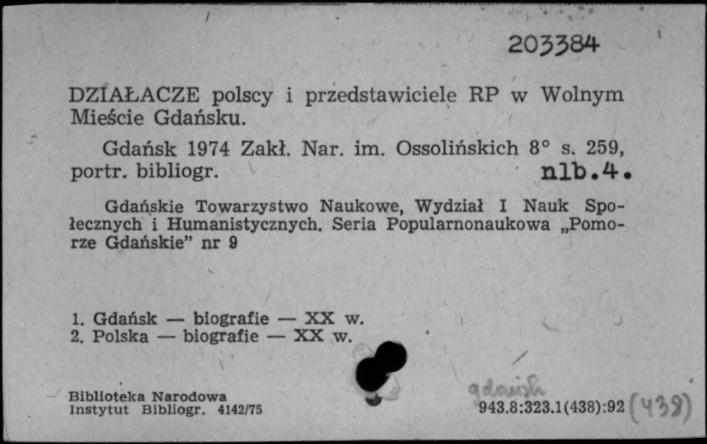 203384
DZIAŁACZE polscy i przedstawiciele RP w Wolnym
Mieście Gdańsku.
Gdańsk 1974 Zakł. Nar. im. Ossolińskich 8° s. 259,
portr. bibliogr. nlb.4.
Gdańskie Towarzystwo Naukowe, Wydział I Nauk Spo-
łecznych i Humanistycznych. Seria Popularnonaukowa „Pomo-
rze Gdańskie” nr 9
1. Gdańsk — biografie — XX w.
2. Polska — biografie — XX w.
Biblioteka Narodowa
Instytut Bibliogr. 4142/75
gdańsk
943.8:323.1(438):92 (438)